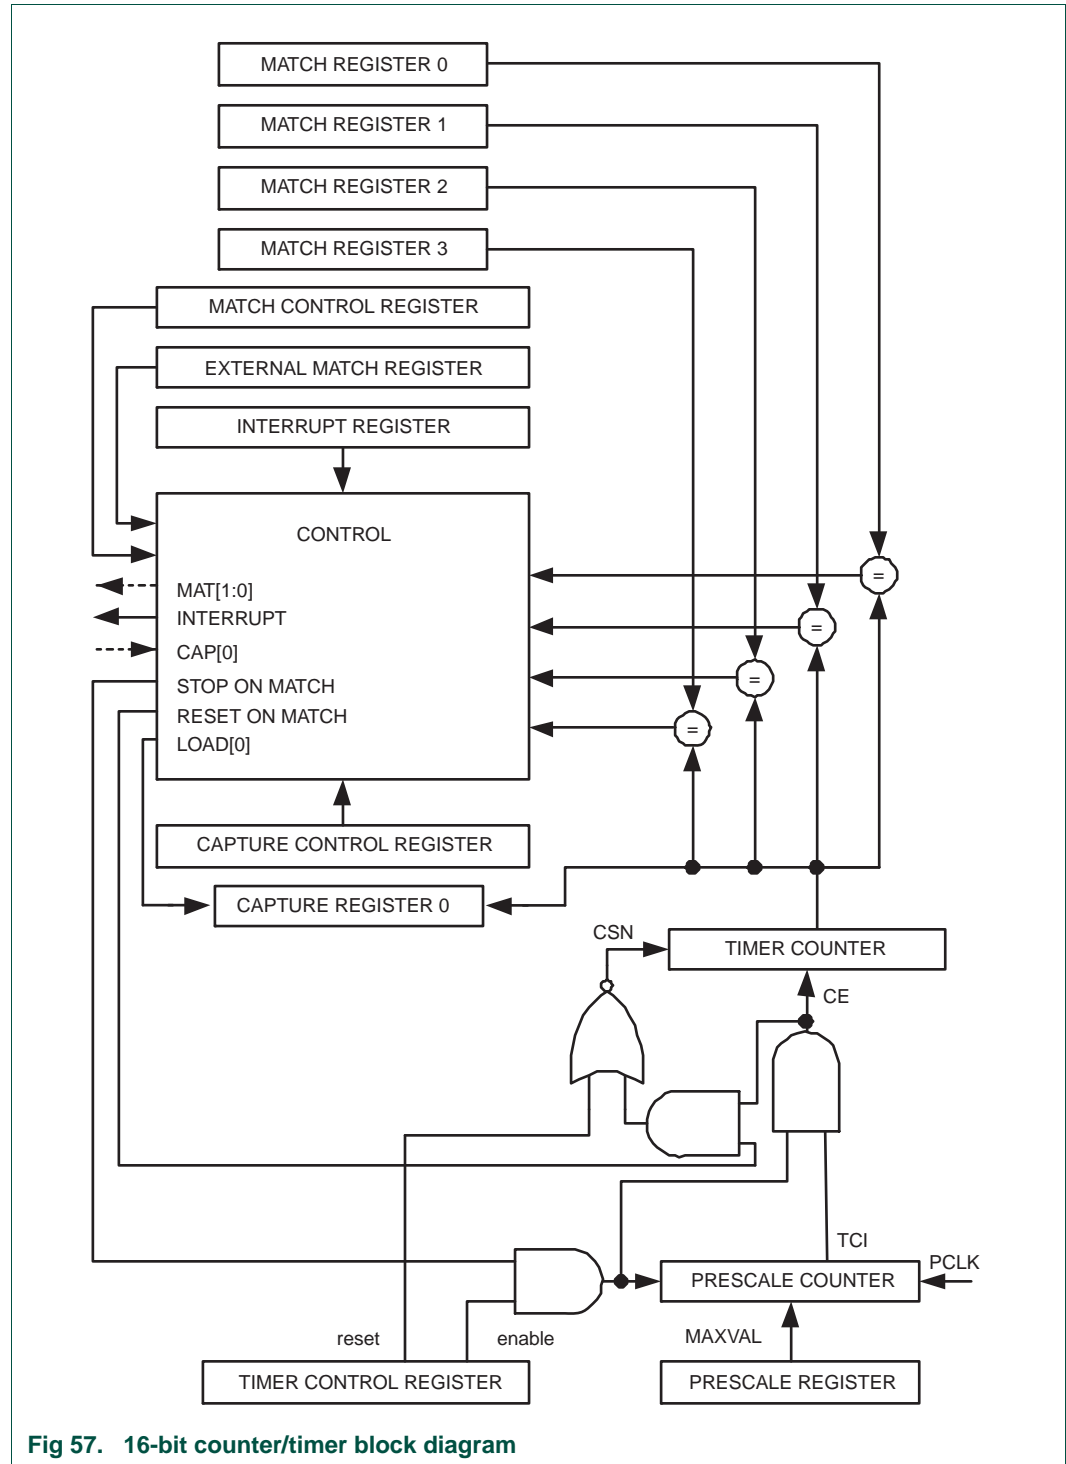 MATCH REGISTER 0
MATCH REGISTER 1
MATCH REGISTER 2
MATCH REGISTER 3
MATCH CONTROL REGISTER
EXTERNAL MATCH REGISTER
INTERRUPT REGISTER
CONTROL
MAT[1:0]
INTERRUPT
CAP[0]
STOP ON MATCH
RESET ON MATCH
LOAD[0]
=
=
=
=
CAPTURE CONTROL REGISTER
CAPTURE REGISTER 0
CSN
TIMER COUNTER
CE
TCI
PCLK
PRESCALE COUNTER
reset
enable
MAXVAL
TIMER CONTROL REGISTER
PRESCALE REGISTER
Fig 57. 16-bit counter/timer block diagram